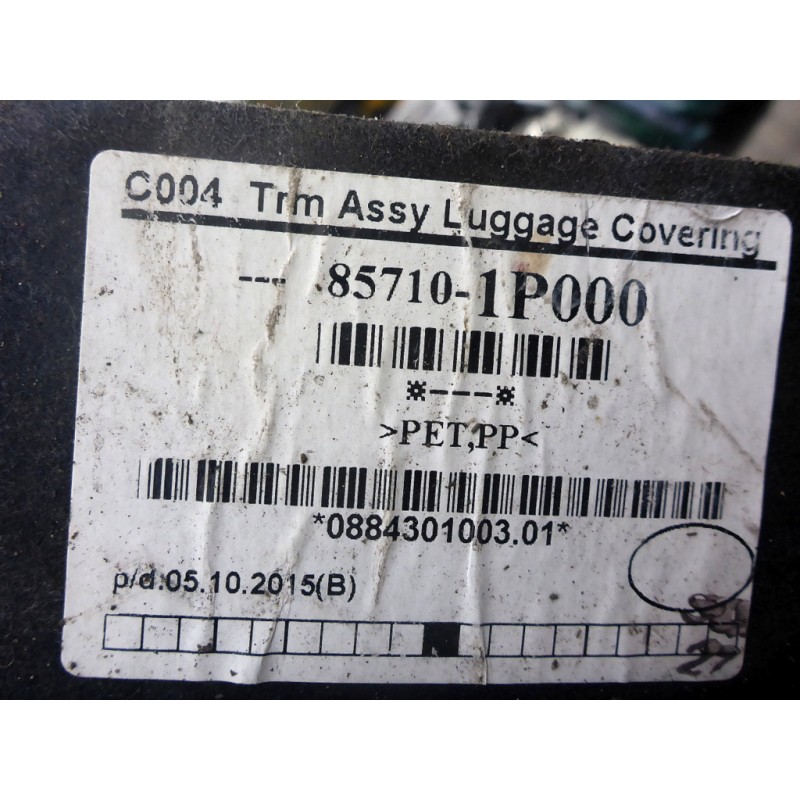 C004 Trm Assy Luggage Covering
--- 85710-1P000
*---*
>PET,PP<
*0884301003.01*
p/d:05.10.2015(B)